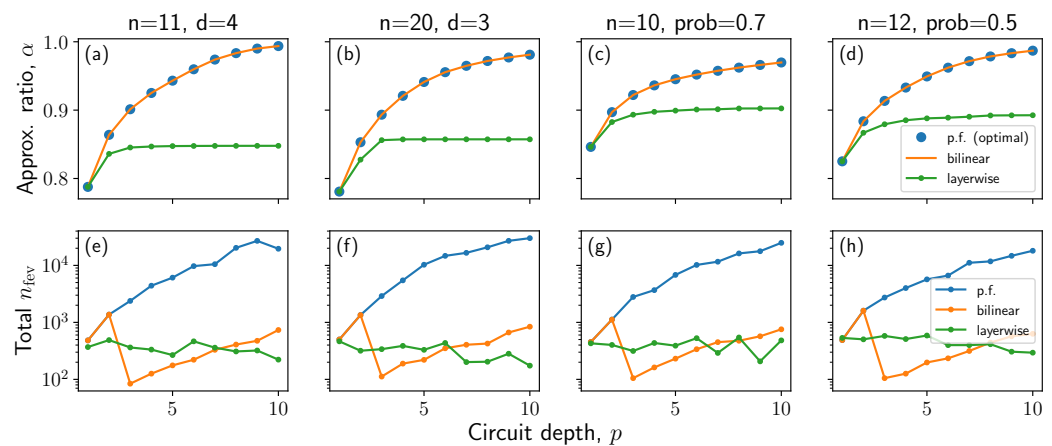 n=11, d=4
n=20, d=3
n=10, prob=0.7
n=12, prob=0.5
Approx. ratio, α
1.0
0.9
0.8
(a)
(b)
(c)
(d)
p.f. (optimal)
bilinear
layerwise
Total n_fev
10^4
10^3
10^2
(e)
(f)
(g)
(h)
p.f.
bilinear
layerwise
5
10
5
10
5
10
5
10
Circuit depth, p